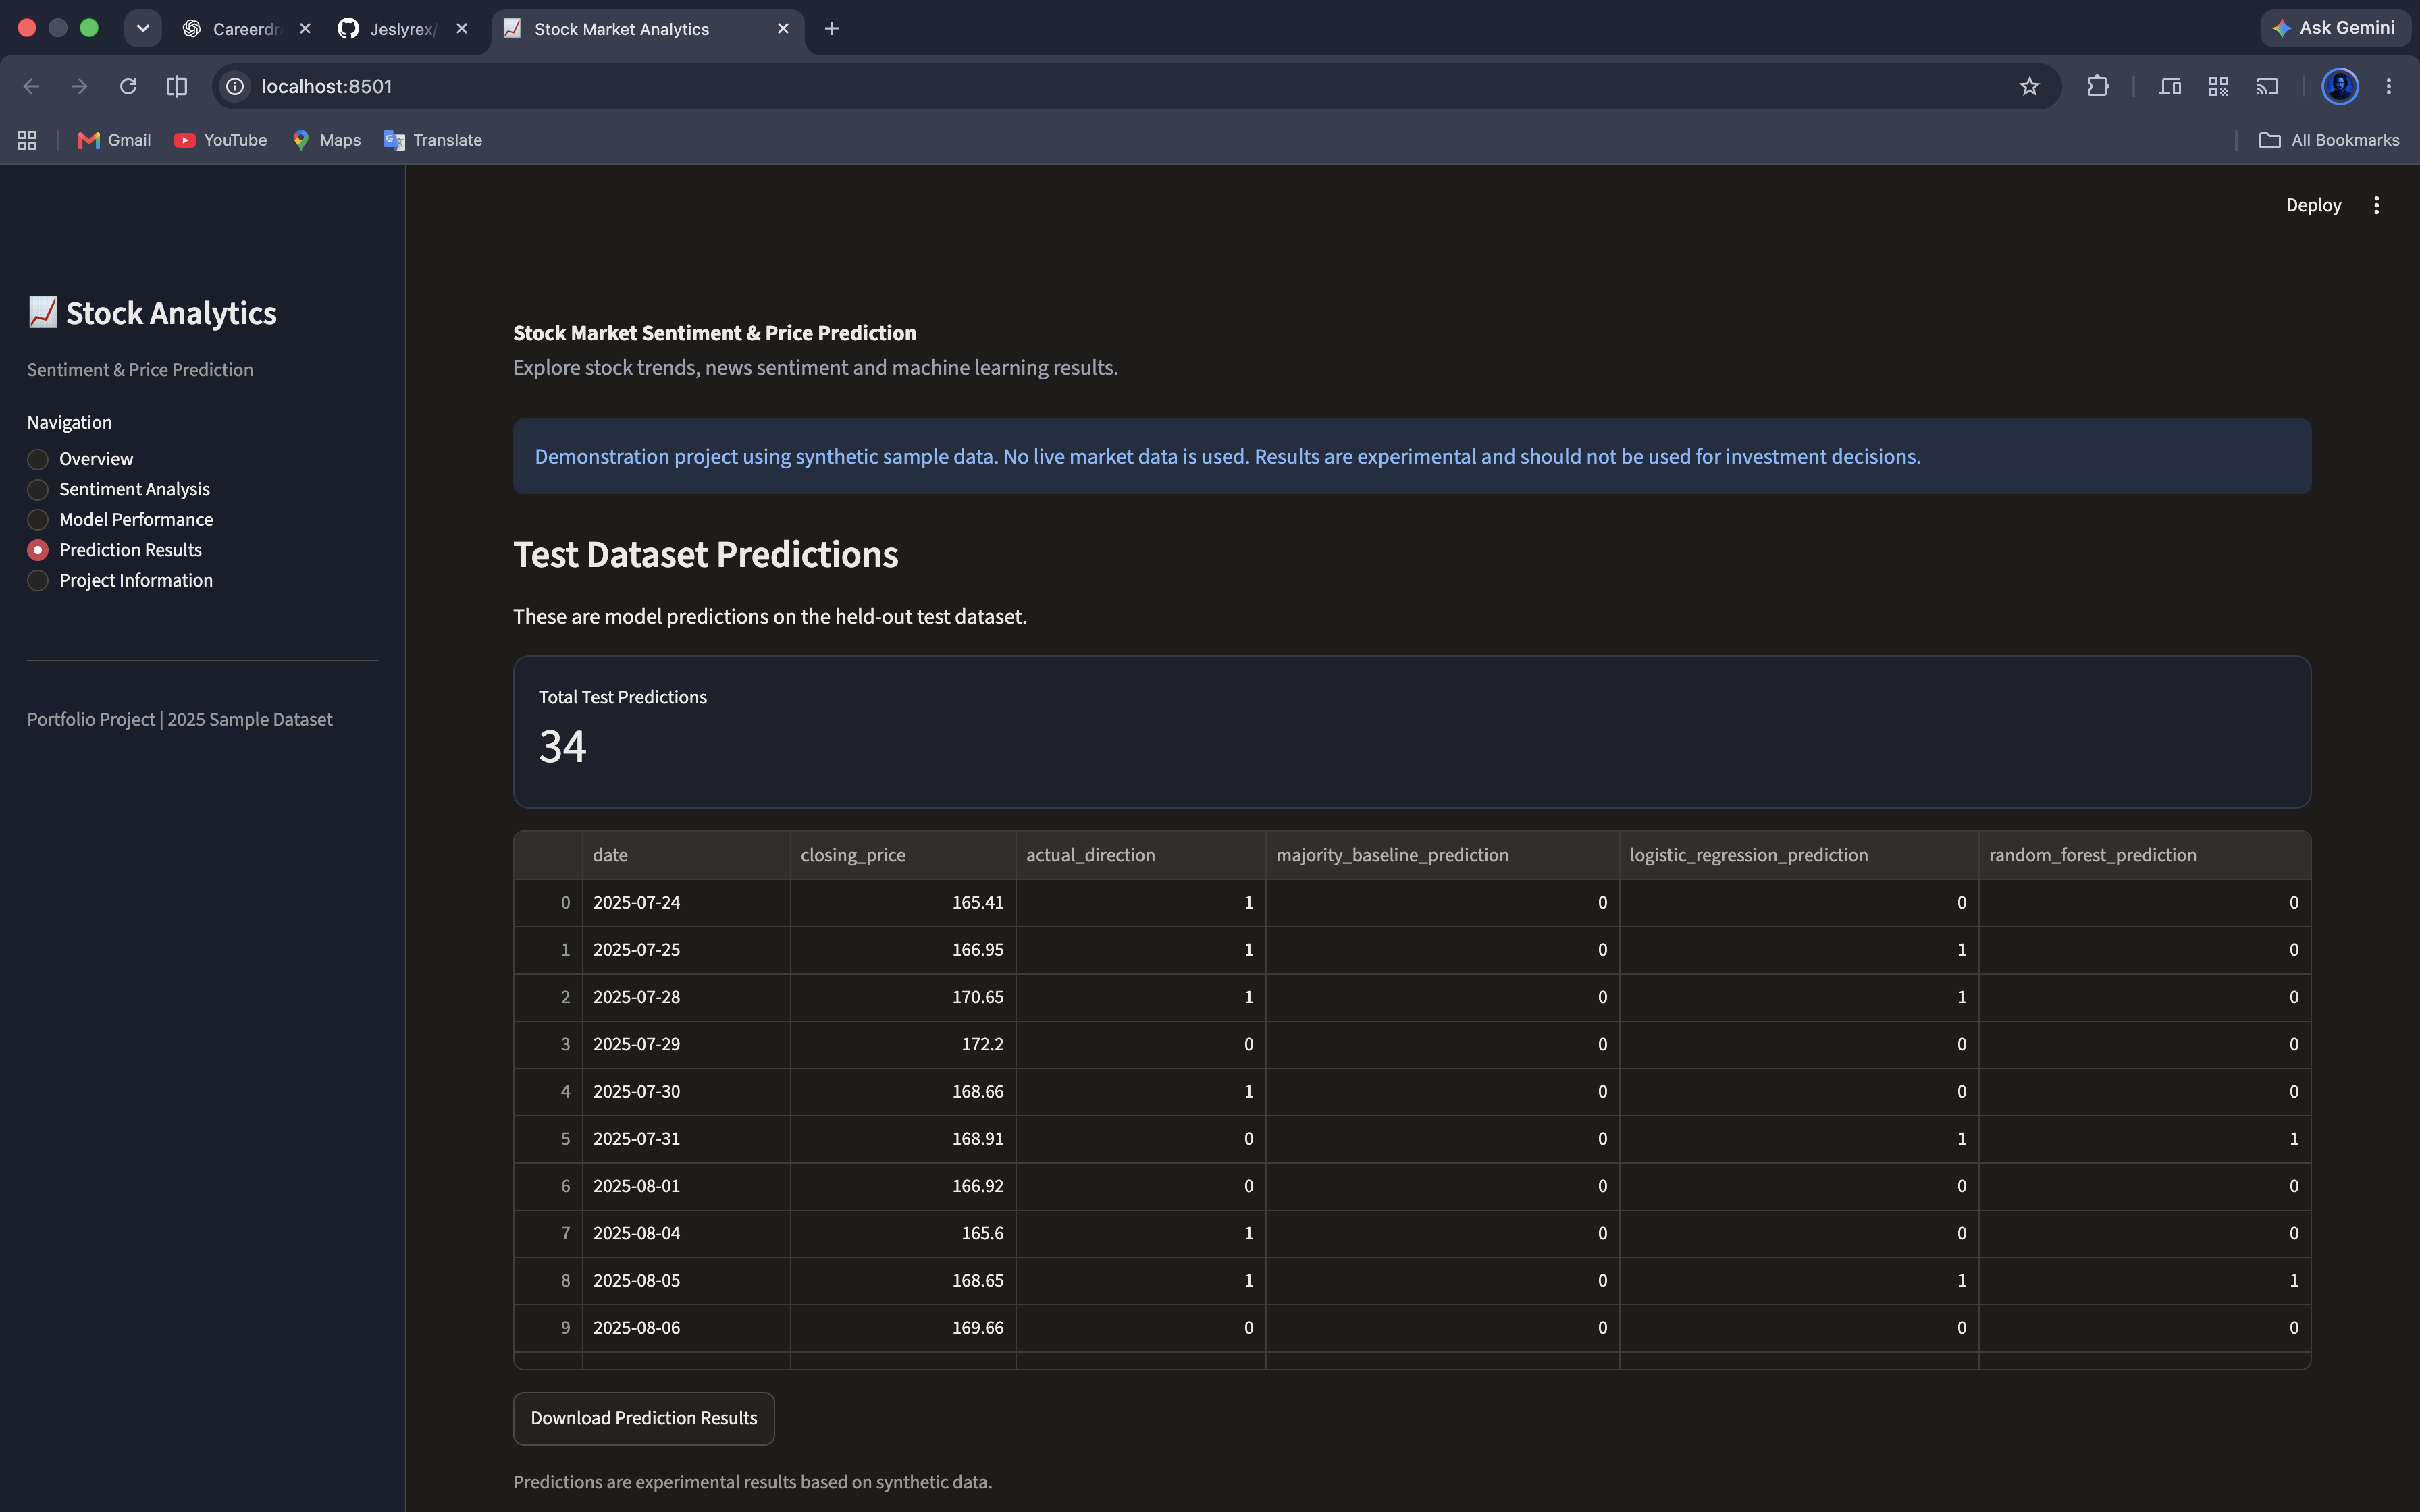 Careerdr
Jeslyrex/
Stock Market Analytics
Ask Gemini
localhost:8501
Gmail
YouTube
Maps
Translate
All Bookmarks
Deploy
Stock Analytics
Sentiment & Price Prediction
Navigation
Overview
Sentiment Analysis
Model Performance
Prediction Results
Project Information
Portfolio Project | 2025 Sample Dataset
Stock Market Sentiment & Price Prediction
Explore stock trends, news sentiment and machine learning results.
Demonstration project using synthetic sample data. No live market data is used. Results are experimental and should not be used for investment decisions.
Test Dataset Predictions
These are model predictions on the held-out test dataset.
Total Test Predictions
34
date closing_price actual_direction majority_baseline_prediction logistic_regression_prediction random_forest_prediction
0 2025-07-24 165.41 1 0 0 0
1 2025-07-25 166.95 1 0 1 0
2 2025-07-28 170.65 1 0 1 0
3 2025-07-29 172.2 0 0 0 0
4 2025-07-30 168.66 1 0 0 0
5 2025-07-31 168.91 0 0 1 1
6 2025-08-01 166.92 0 0 0 0
7 2025-08-04 165.6 1 0 0 0
8 2025-08-05 168.65 1 0 1 1
9 2025-08-06 169.66 0 0 0 0
Download Prediction Results
Predictions are experimental results based on synthetic data.